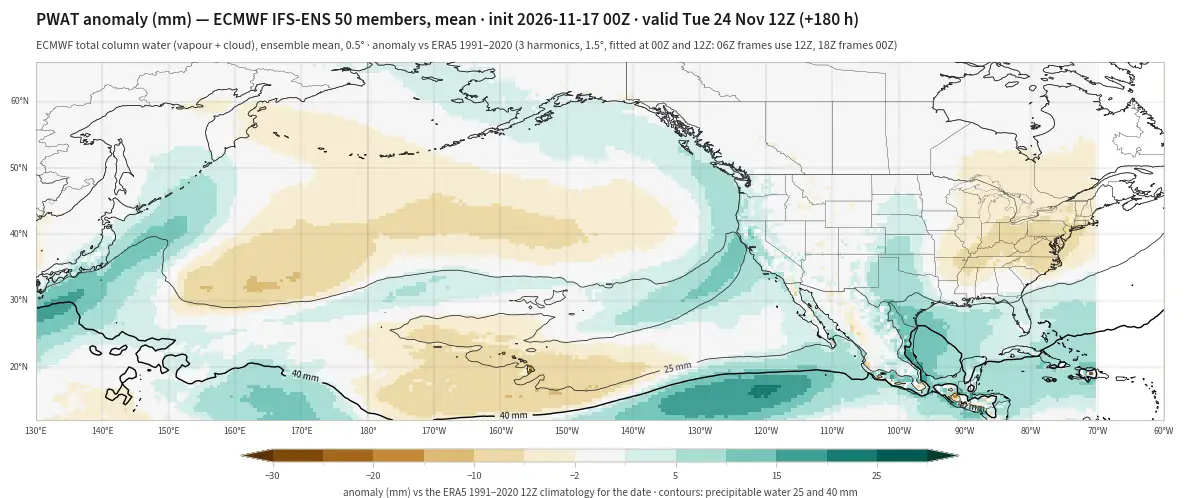 PWAT anomaly (mm) — ECMWF IFS-ENS 50 members, mean · init 2026-11-17 00Z · valid Tue 24 Nov 12Z (+180 h)
ECMWF total column water (vapour + cloud), ensemble mean, 0.5° · anomaly vs ERA5 1991–2020 (3 harmonics, 1.5°, fitted at 00Z and 12Z: 06Z frames use 12Z, 18Z frames 00Z)
60°N
50°N
40°N
30°N
20°N
25 mm
40 mm
40 mm
130°E 140°E 150°E 160°E 170°E 180° 170°W 160°W 150°W 140°W 130°W 120°W 110°W 100°W 90°W 80°W 70°W 60°W
−30 −20 −10 −2 5 15 25
anomaly (mm) vs the ERA5 1991–2020 12Z climatology for the date · contours: precipitable water 25 and 40 mm